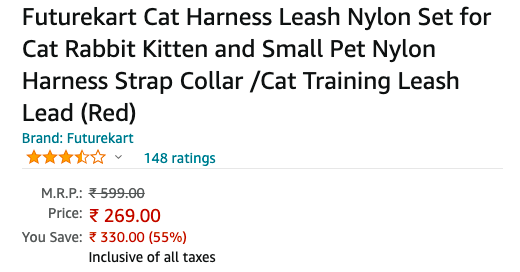 Futurekart Cat Harness Leash Nylon Set for
Cat Rabbit Kitten and Small Pet Nylon
Harness Strap Collar /Cat Training Leash
Lead (Red)
Brand: Futurekart
148 ratings
M.R.P.: ₹ 599.00
Price: ₹ 269.00
You Save: ₹ 330.00 (55%)
Inclusive of all taxes